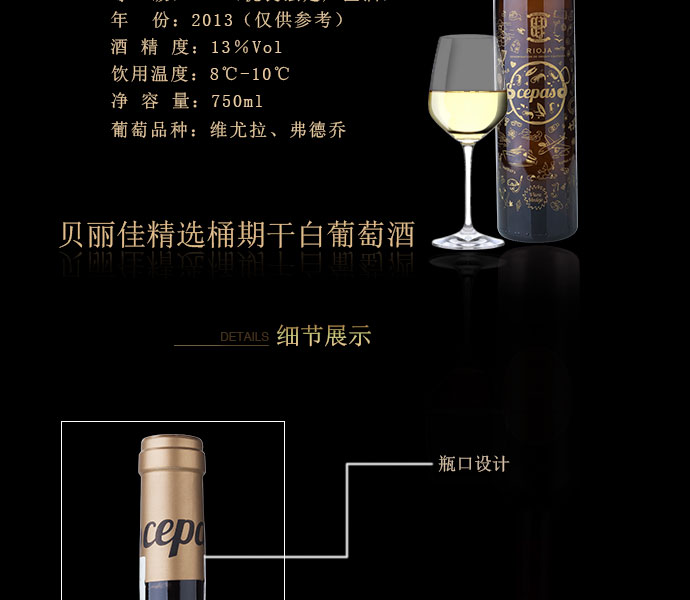 年 份：2013（仅供参考）
酒 精 度：13%Vol
饮用温度：8℃-10℃
净 容 量：750ml
葡萄品种：维尤拉、弗德乔
RIOJA
cepas
贝丽佳精选桶期干白葡萄酒
DETAILS 细节展示
瓶口设计
cepa